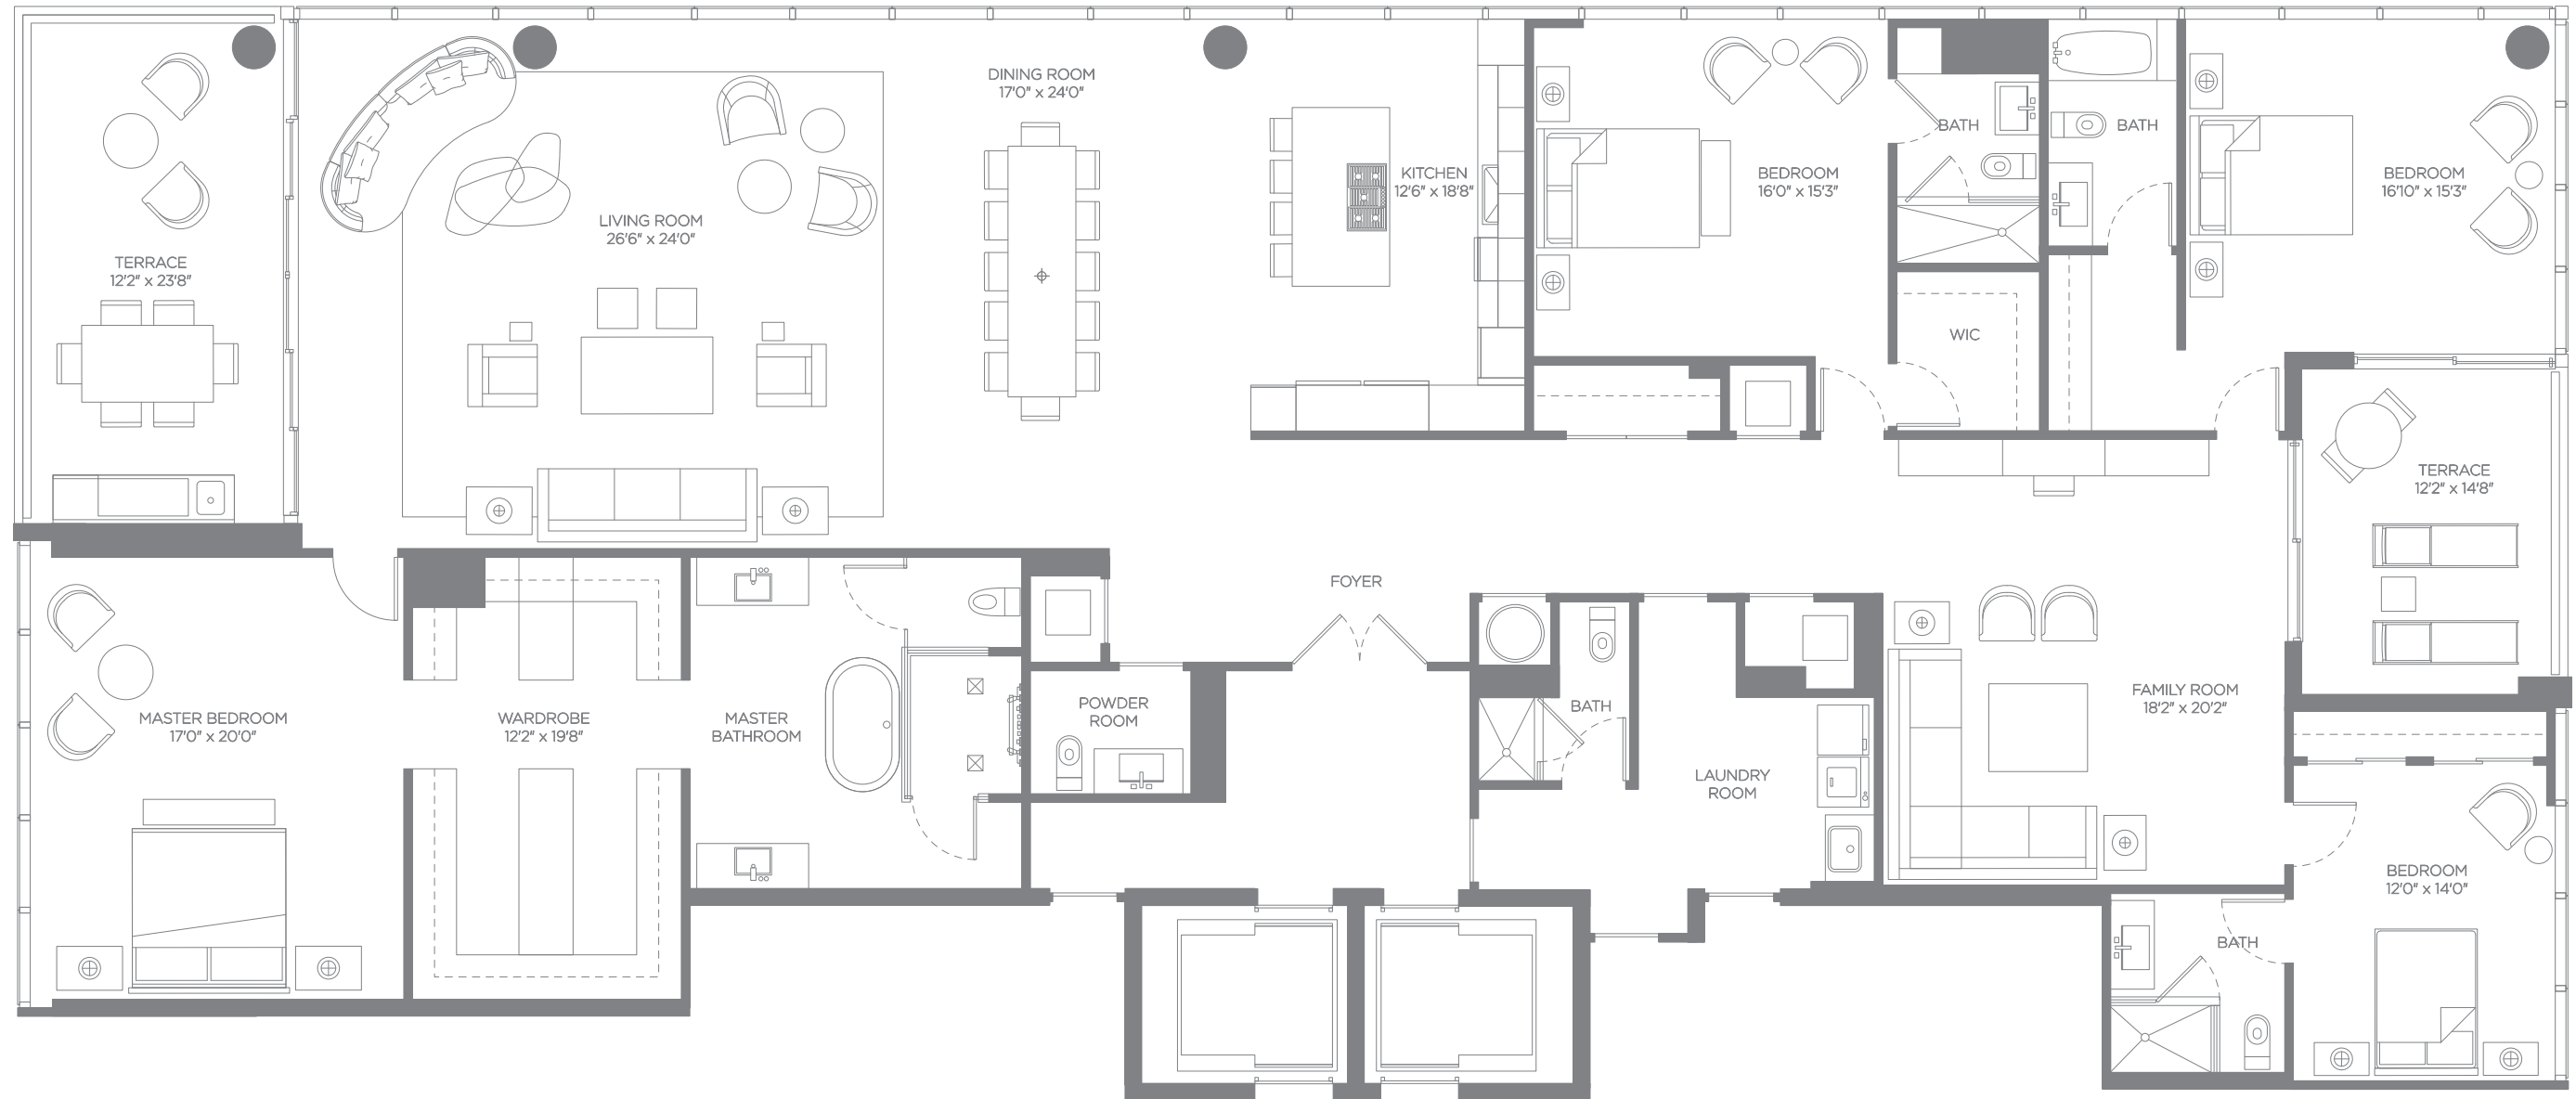 DINING ROOM
17'0" x 24'0"
BATH
BATH
KITCHEN
12'6" x 18'8"
BEDROOM
16'0" x 15'3"
BEDROOM
16'10" x 15'3"
LIVING ROOM
26'6" x 24'0"
TERRACE
12'2" x 23'8"
WIC
TERRACE
12'2" x 14'8"
FOYER
MASTER BEDROOM
17'0" x 20'0"
WARDROBE
12'2" x 19'8"
MASTER
BATHROOM
POWDER
ROOM
BATH
FAMILY ROOM
18'2" x 20'2"
LAUNDRY
ROOM
BEDROOM
12'0" x 14'0"
BATH